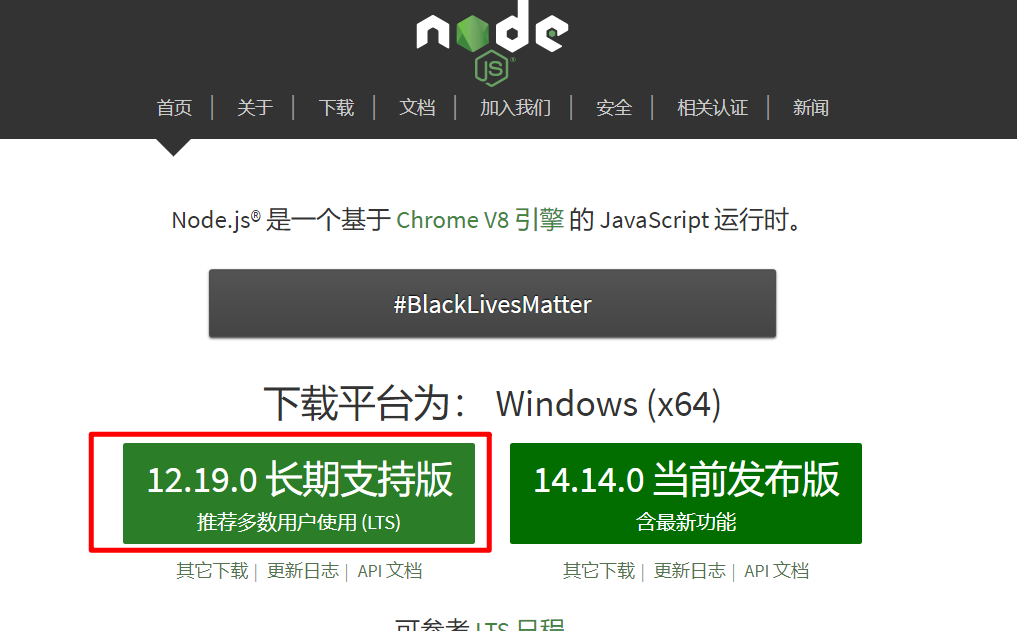 node
JS
首页 | 关于 | 下载 | 文档 | 加入我们 | 安全 | 相关认证 | 新闻
Node.js® 是一个基于 Chrome V8 引擎 的 JavaScript 运行时。
#BlackLivesMatter
下载平台为： Windows (x64)
12.19.0 长期支持版
推荐多数用户使用 (LTS)
其它下载 | 更新日志 | API 文档
14.14.0 当前发布版
含最新功能
其它下载 | 更新日志 | API 文档
可参考 LTS 日程